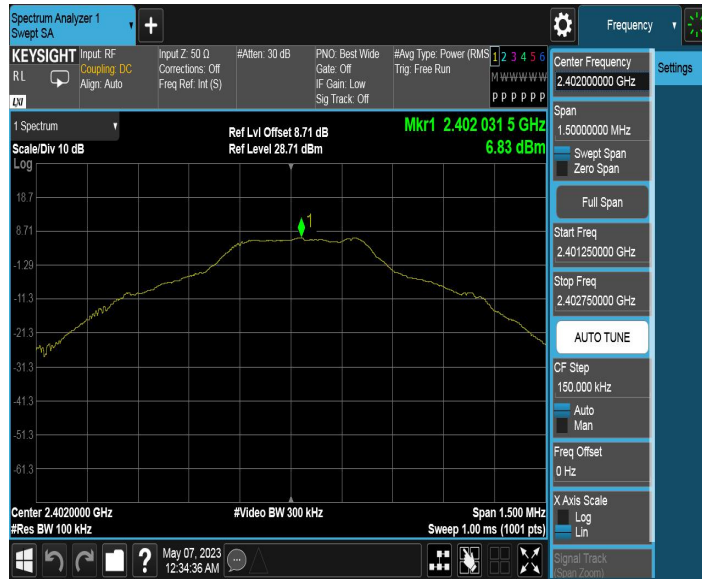 Spectrum Analyzer 1
Swept SA
+
Frequency
KEYSIGHT
Input: RF
Coupling: DC
Align: Auto
Input Z: 50 Ω
Corrections: Off
Freq Ref: Int (S)
#Atten: 30 dB
PNO: Best Wide
Gate: Off
IF Gain: Low
Sig Track: Off
#Avg Type: Power (RMS
Trig: Free Run
1 2 3 4 5 6
M W W W W W
P P P P P P
R L
LXI
Center Frequency
2.402000000 GHz
Settings
Span
1.50000000 MHz
Swept Span
Zero Span
Full Span
Start Freq
2.401250000 GHz
Stop Freq
2.402750000 GHz
AUTO TUNE
CF Step
150.000 kHz
Auto
Man
Freq Offset
0 Hz
X Axis Scale
Log
Lin
Signal Track
(Span Zoom)
1 Spectrum
Scale/Div 10 dB
Log
Ref Lvl Offset 8.71 dB
Ref Level 28.71 dBm
Mkr1 2.402 031 5 GHz
6.83 dBm
1
18.7
8.71
-1.29
-11.3
-21.3
-31.3
-41.3
-51.3
-61.3
Center 2.4020000 GHz
#Res BW 100 kHz
#Video BW 300 kHz
Span 1.500 MHz
Sweep 1.00 ms (1001 pts)
?
May 07, 2023
12:34:36 AM